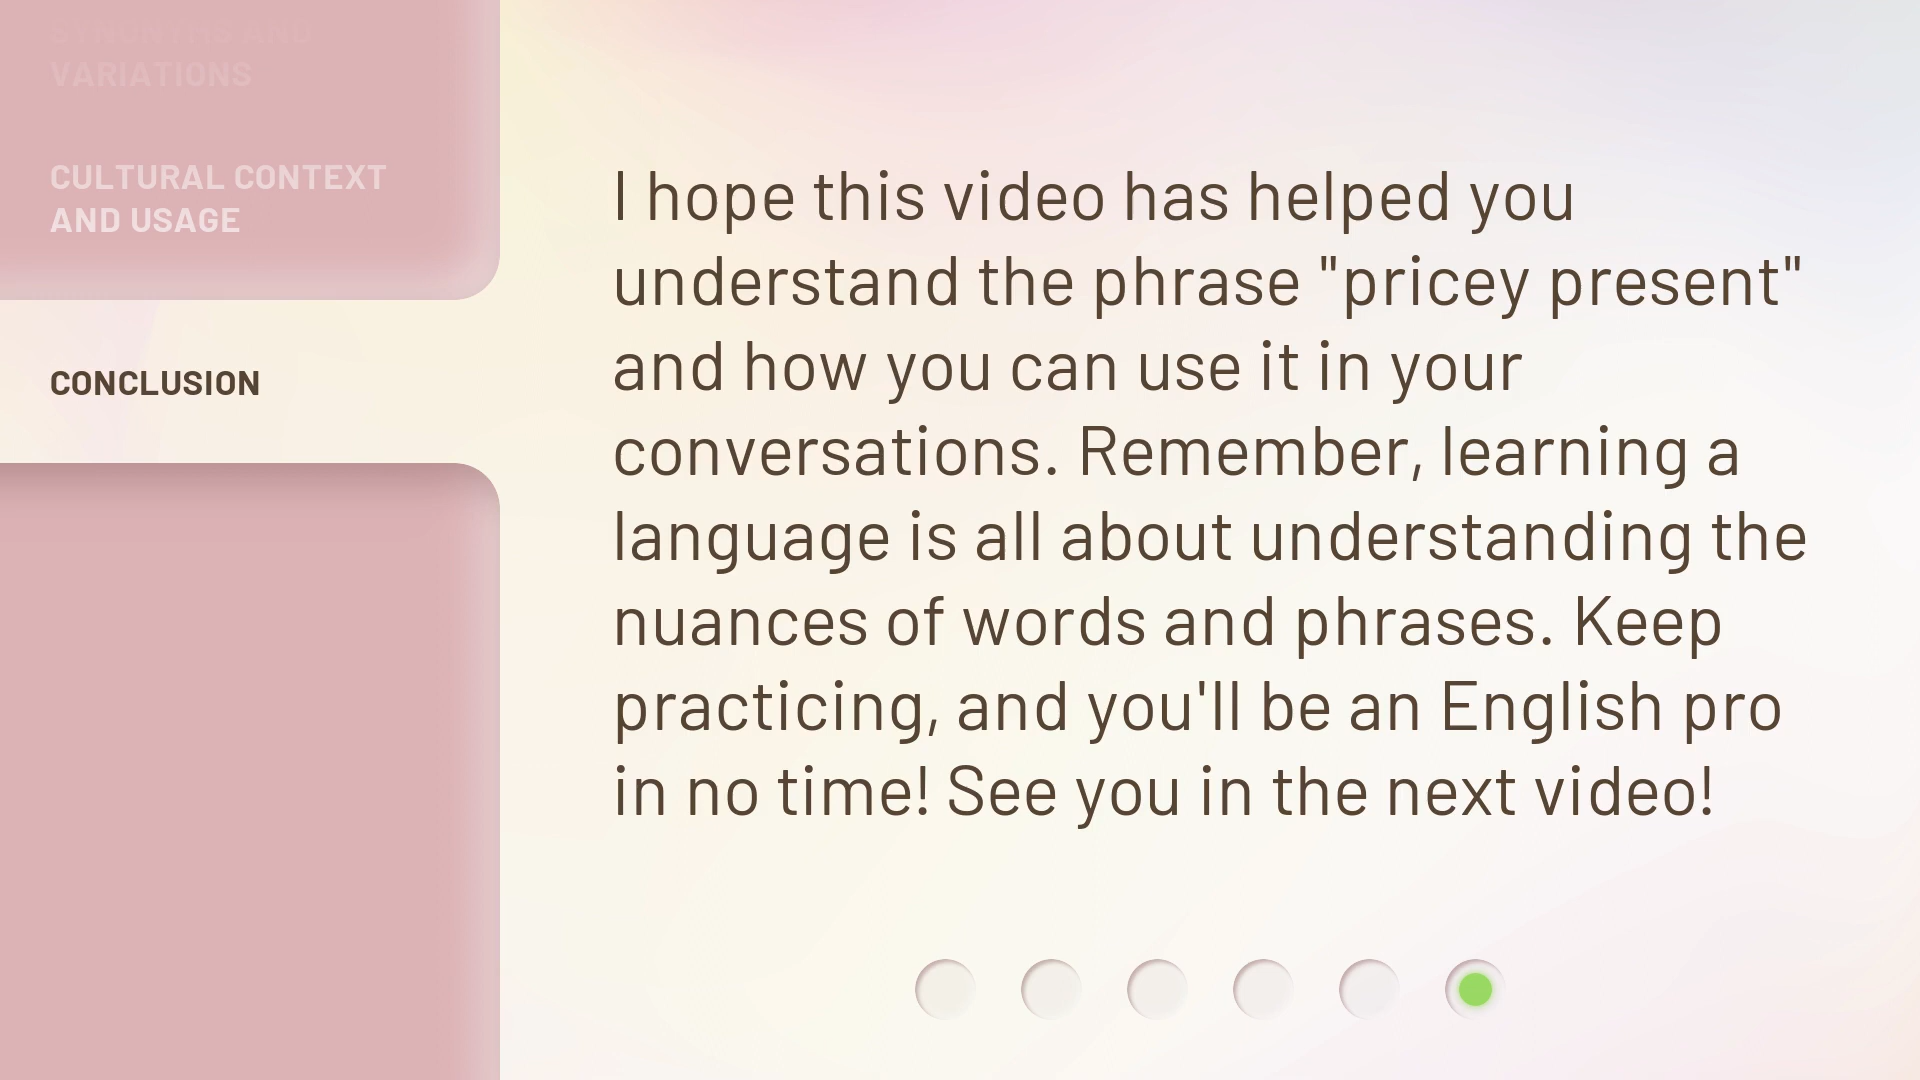 SYNONYMS AND
VARIATIONS
CULTURAL CONTEXT
AND USAGE
CONCLUSION
I hope this video has helped you
understand the phrase "pricey present"
and how you can use it in your
conversations. Remember, learning a
language is all about understanding the
nuances of words and phrases. Keep
practicing, and you'll be an English pro
in no time! See you in the next video!